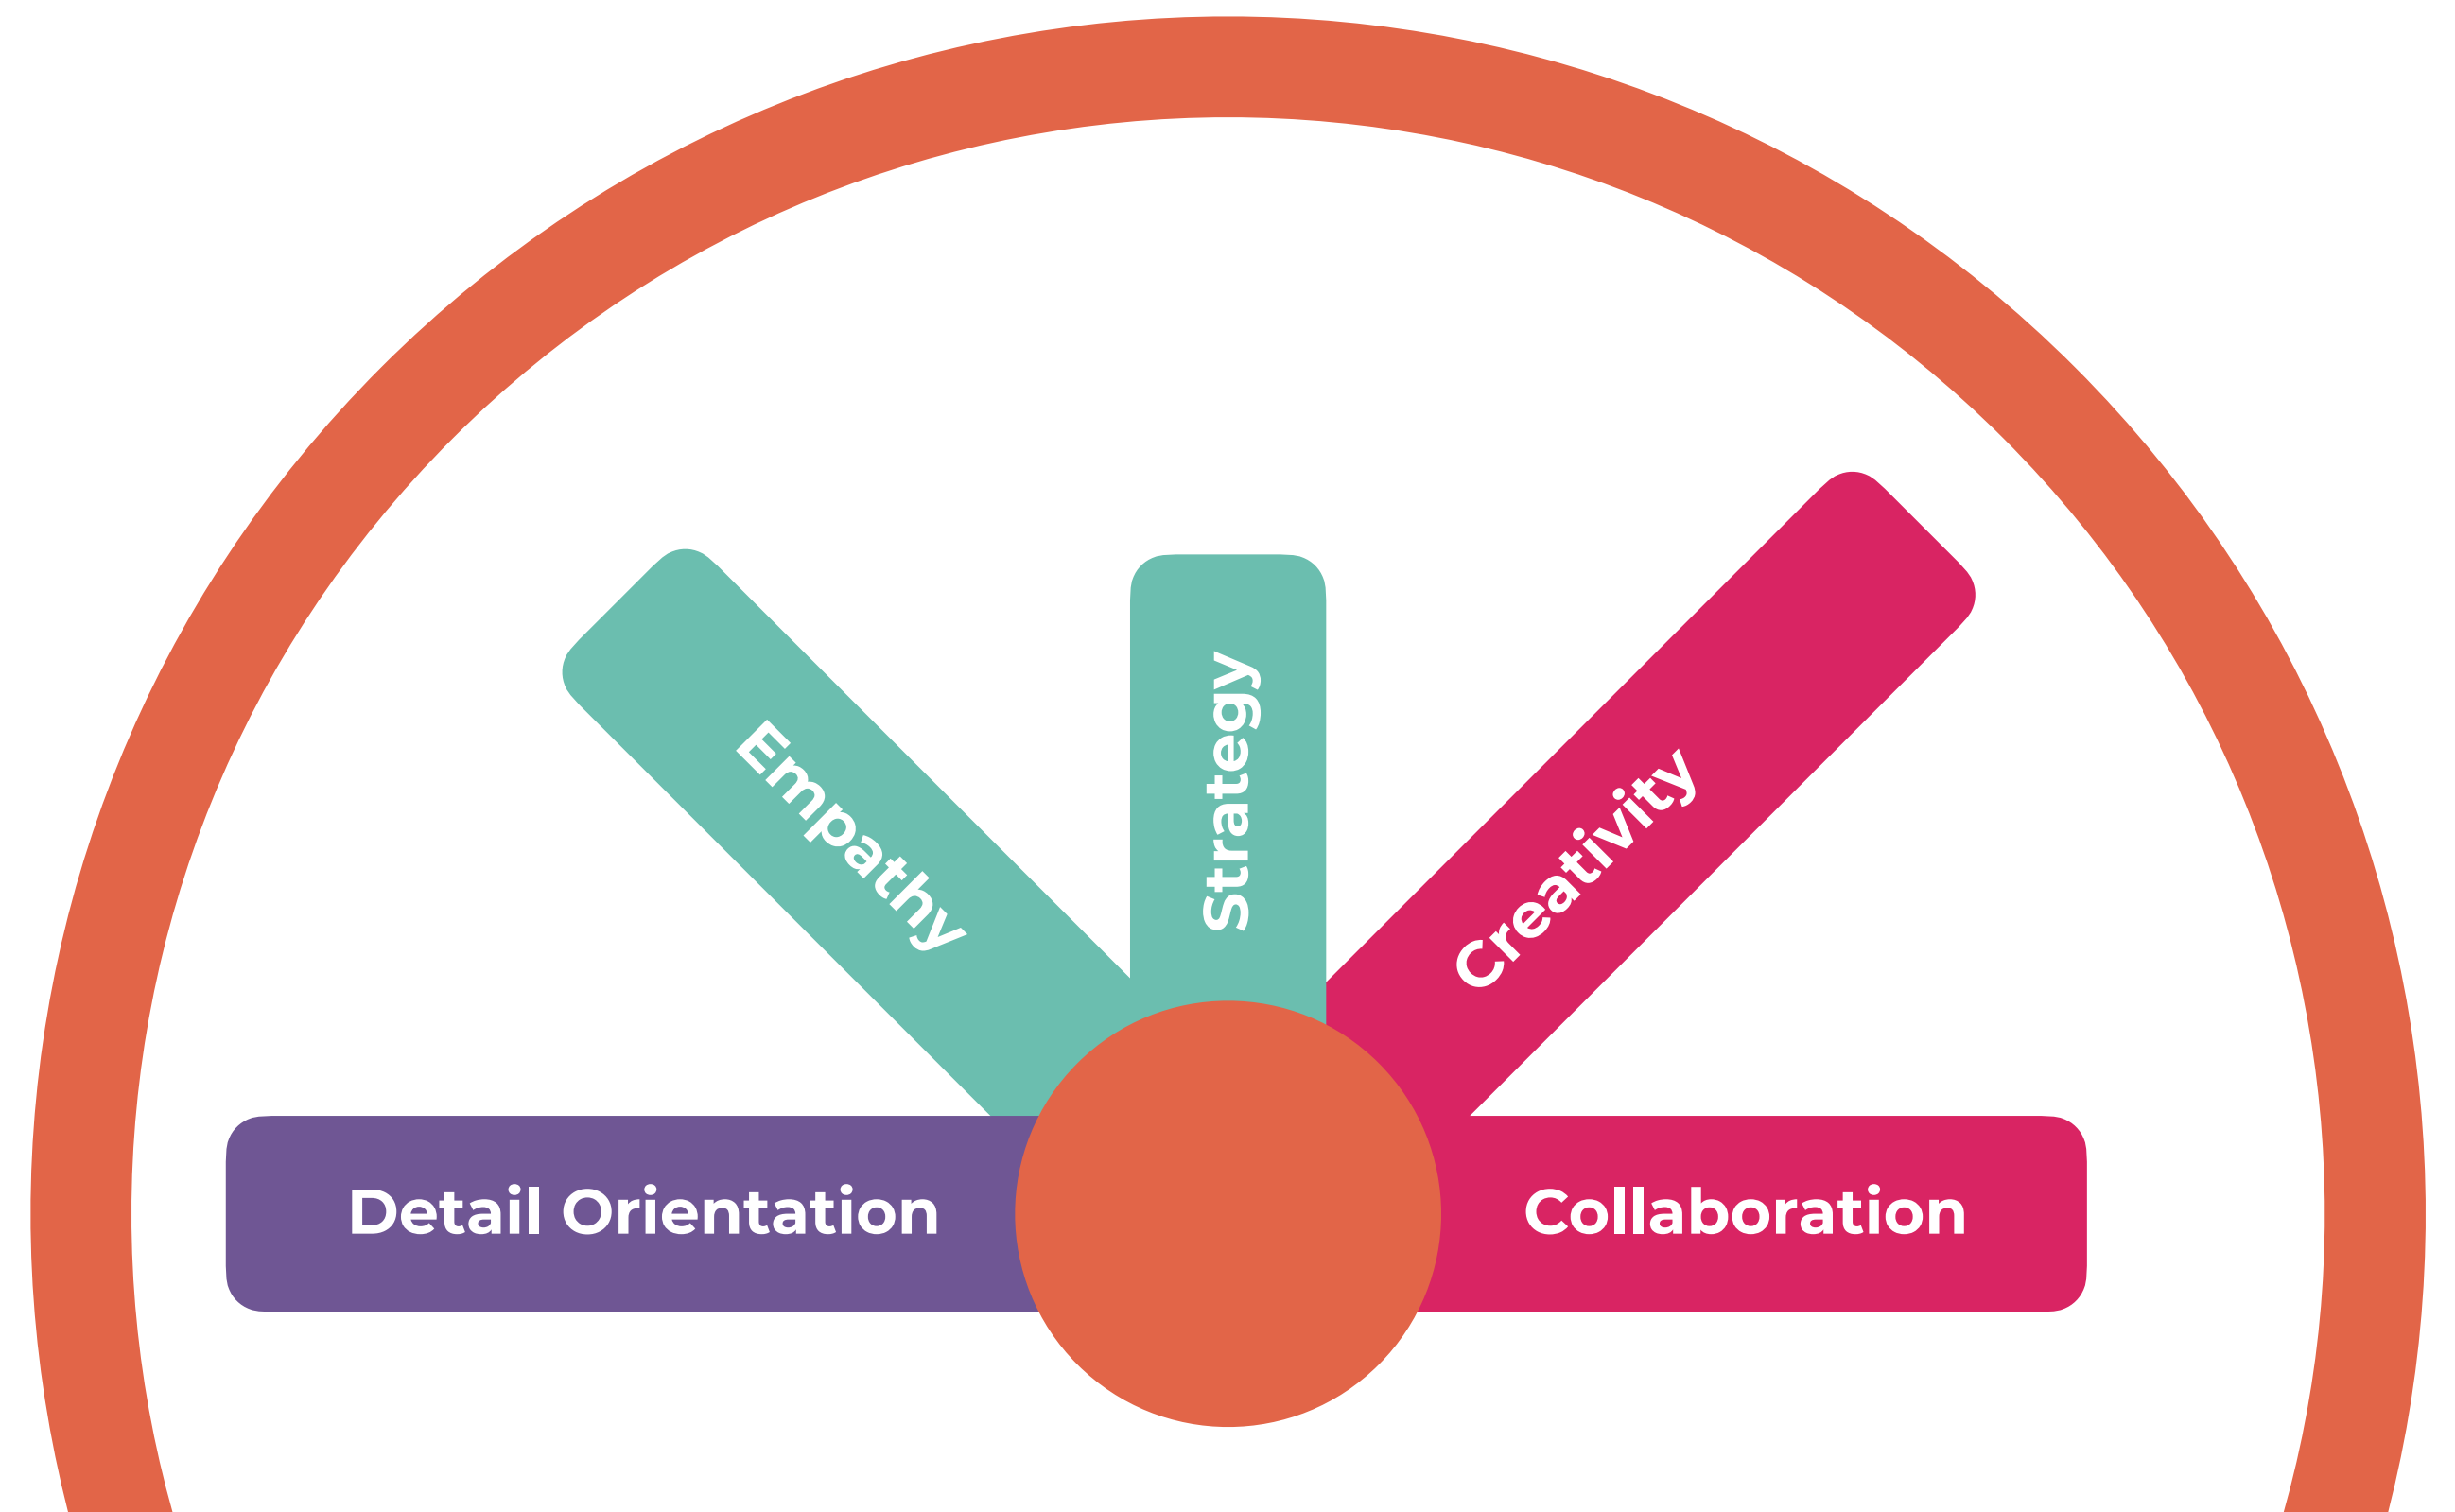 Detail Orientation
Empathy
Strategy
Creativity
Collaboration